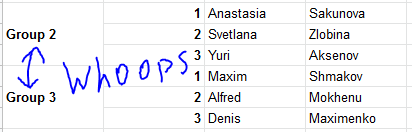 1 Anastasia Sakunova
Group 2 2 Svetlana Zlobina
3 Yuri Aksenov
WHOOPS
1 Maxim Shmakov
Group 3 2 Alfred Mokhenu
3 Denis Maximenko